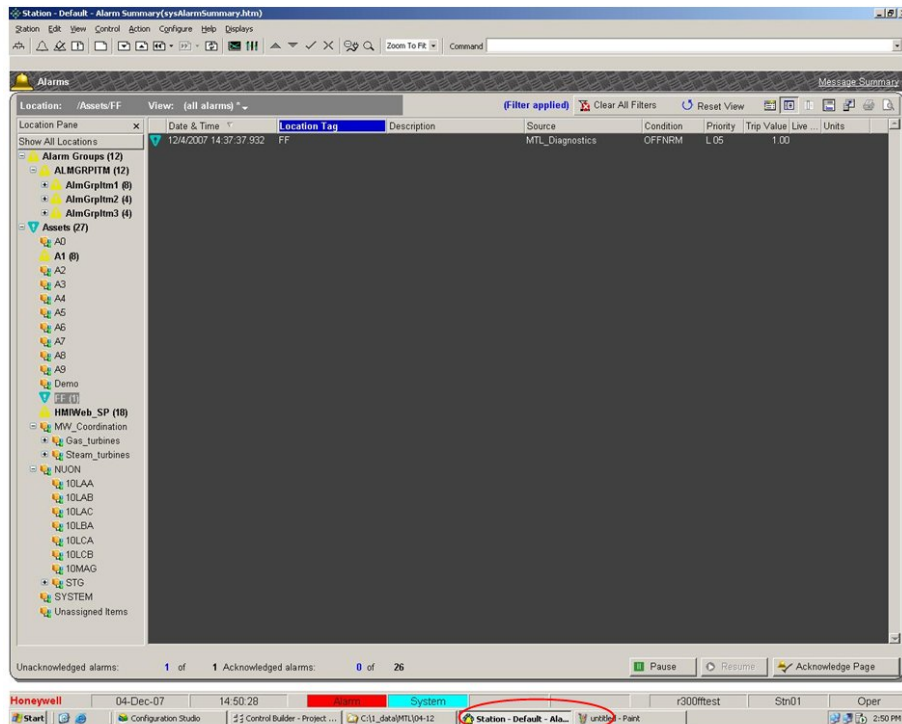 Station - Default - Alarm Summary(sysAlarmSummary.htm)
Station Edit View Control Action Configure Help Displays
Zoom To Fit Command
Alarms Message Summary
Location: /Assets/FF View: (all alarms) * (Filter applied) Clear All Filters Reset View
Location Pane x Date & Time Location Tag Description Source Condition Priority Trip Value Live ... Units
Show All Locations 12/4/2007 14:37:37.932 FF MTL_Diagnostics OFFNRM L 05 1.00
Alarm Groups (12)
ALMGRPITM (12)
AlmGrpItm1 (8)
AlmGrpItm2 (4)
AlmGrpItm3 (4)
Assets (27)
A0
A1 (8)
A2
A3
A4
A5
A6
A7
A8
A9
Demo
FF (1)
HMIWeb_SP (18)
MW_Coordination
Gas_turbines
Steam_turbines
NUON
10LAA
10LAB
10LAC
10LBA
10LCA
10LCB
10MAG
STG
SYSTEM
Unassigned Items
Unacknowledged alarms: 1 of 1 Acknowledged alarms: 0 of 26 Pause Resume Acknowledge Page
Honeywell 04-Dec-07 14:50:28 Alarm System r300fftest Stn01 Oper
Start Configuration Studio Control Builder - Project ... C:\1_data\MTL\04-12 Station - Default - Ala... untitled - Paint 2:50 PM